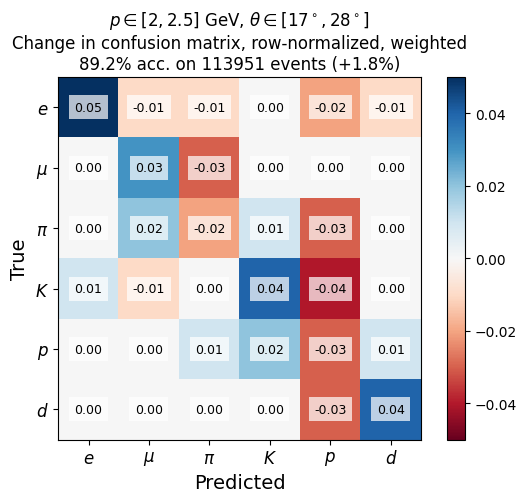 p ∈ [2, 2.5] GeV, θ ∈ [17°, 28°]
Change in confusion matrix, row-normalized, weighted
89.2% acc. on 113951 events (+1.8%)
e 0.05 -0.01 -0.01 0.00 -0.02 -0.01
μ 0.00 0.03 -0.03 0.00 0.00 0.00
π 0.00 0.02 -0.02 0.01 -0.03 0.00
K 0.01 -0.01 0.00 0.04 -0.04 0.00
p 0.00 0.00 0.01 0.02 -0.03 0.01
d 0.00 0.00 0.00 0.00 -0.03 0.04
e μ π K p d
Predicted
True
0.04
0.02
0.00
−0.02
−0.04